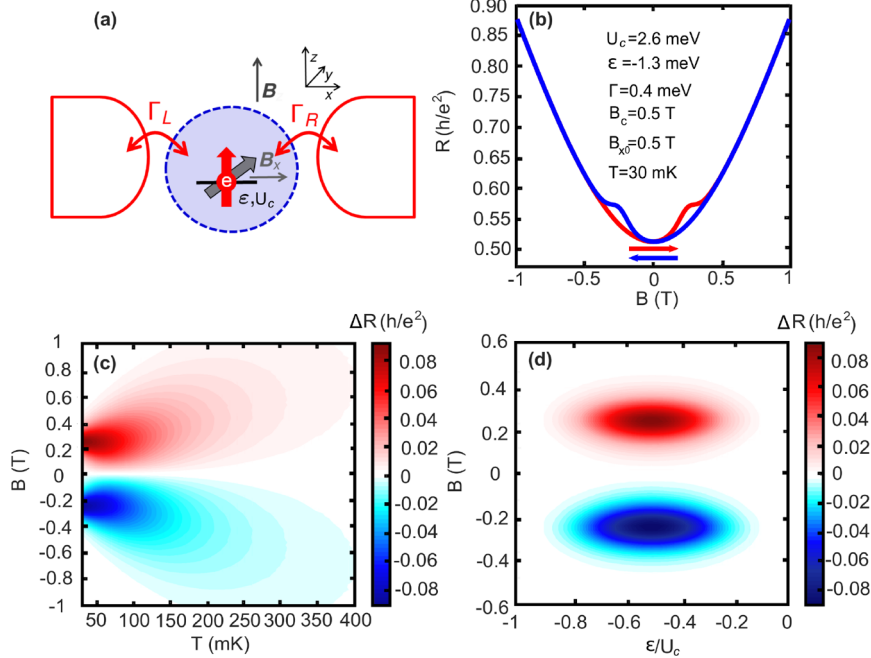 (a)
z
y
x
B
Γ_L
Γ_R
B_x
e
ε,U_c
(b)
U_c=2.6 meV
ε=-1.3 meV
Γ=0.4 meV
B_c=0.5 T
B_x0=0.5 T
T=30 mK
R (h/e²)
0.90
0.85
0.80
0.75
0.70
0.65
0.60
0.55
0.50
-1
-0.5
0
0.5
1
B (T)
(c)
ΔR (h/e²)
B (T)
1
0.8
0.6
0.4
0.2
0
-0.2
-0.4
-0.6
-0.8
-1
50
100
150
200
250
300
350
400
T (mK)
0.08
0.06
0.04
0.02
0
-0.02
-0.04
-0.06
-0.08
(d)
ΔR (h/e²)
B (T)
0.6
0.4
0.2
0
-0.2
-0.4
-0.6
-1
-0.8
-0.6
-0.4
-0.2
0
ε/U_c
0.08
0.06
0.04
0.02
0
-0.02
-0.04
-0.06
-0.08